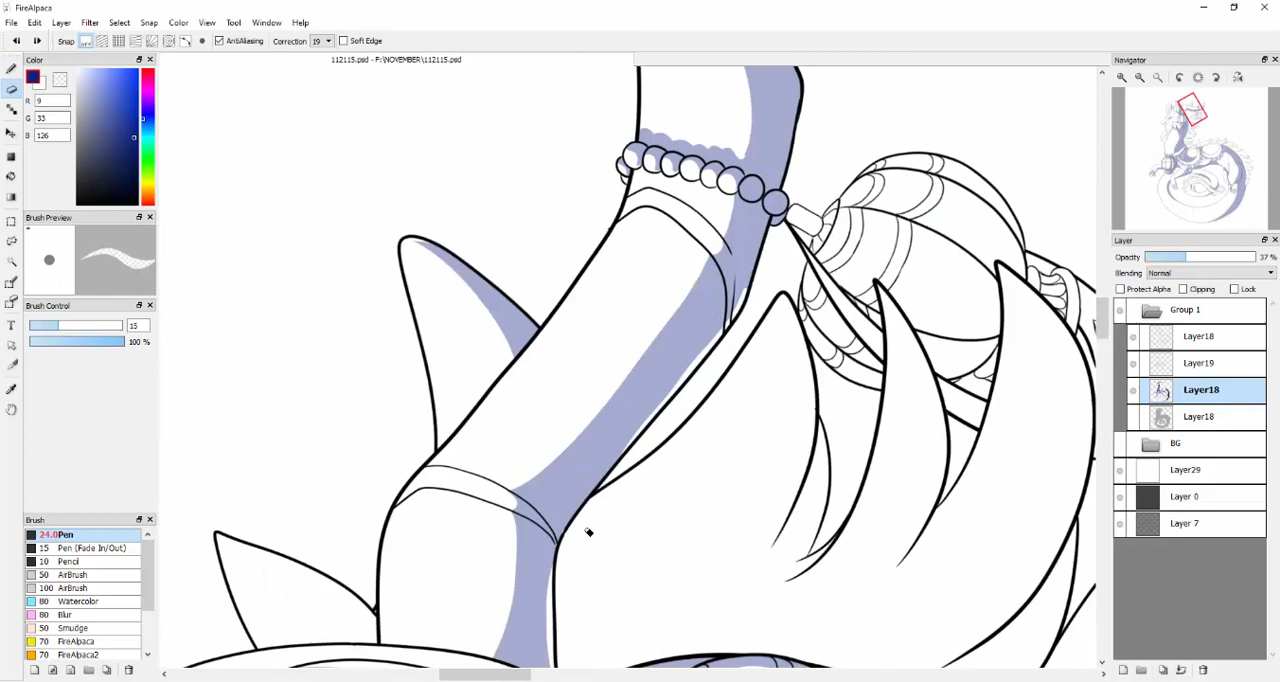 FireAlpaca
File Edit Layer Filter Select Snap Color View Tool Window Help
Snap OFF AntiAliasing Correction 19 Soft Edge
Color
112115.psd - F:\NOVEMBER\112115.psd
Navigator
R 9
G 33
B 126
Brush Preview
Brush Control
15
100 %
Layer
Opacity 37 %
Blending Normal
Protect Alpha Clipping Lock
Group 1
Layer18
Layer19
Layer18
Layer18
BG
Layer29
Layer 0
Layer 7
Brush
24.0 Pen
15 Pen (Fade In/Out)
10 Pencil
50 AirBrush
100 AirBrush
80 Watercolor
80 Blur
50 Smudge
70 FireAlpaca
70 FireAlpaca2